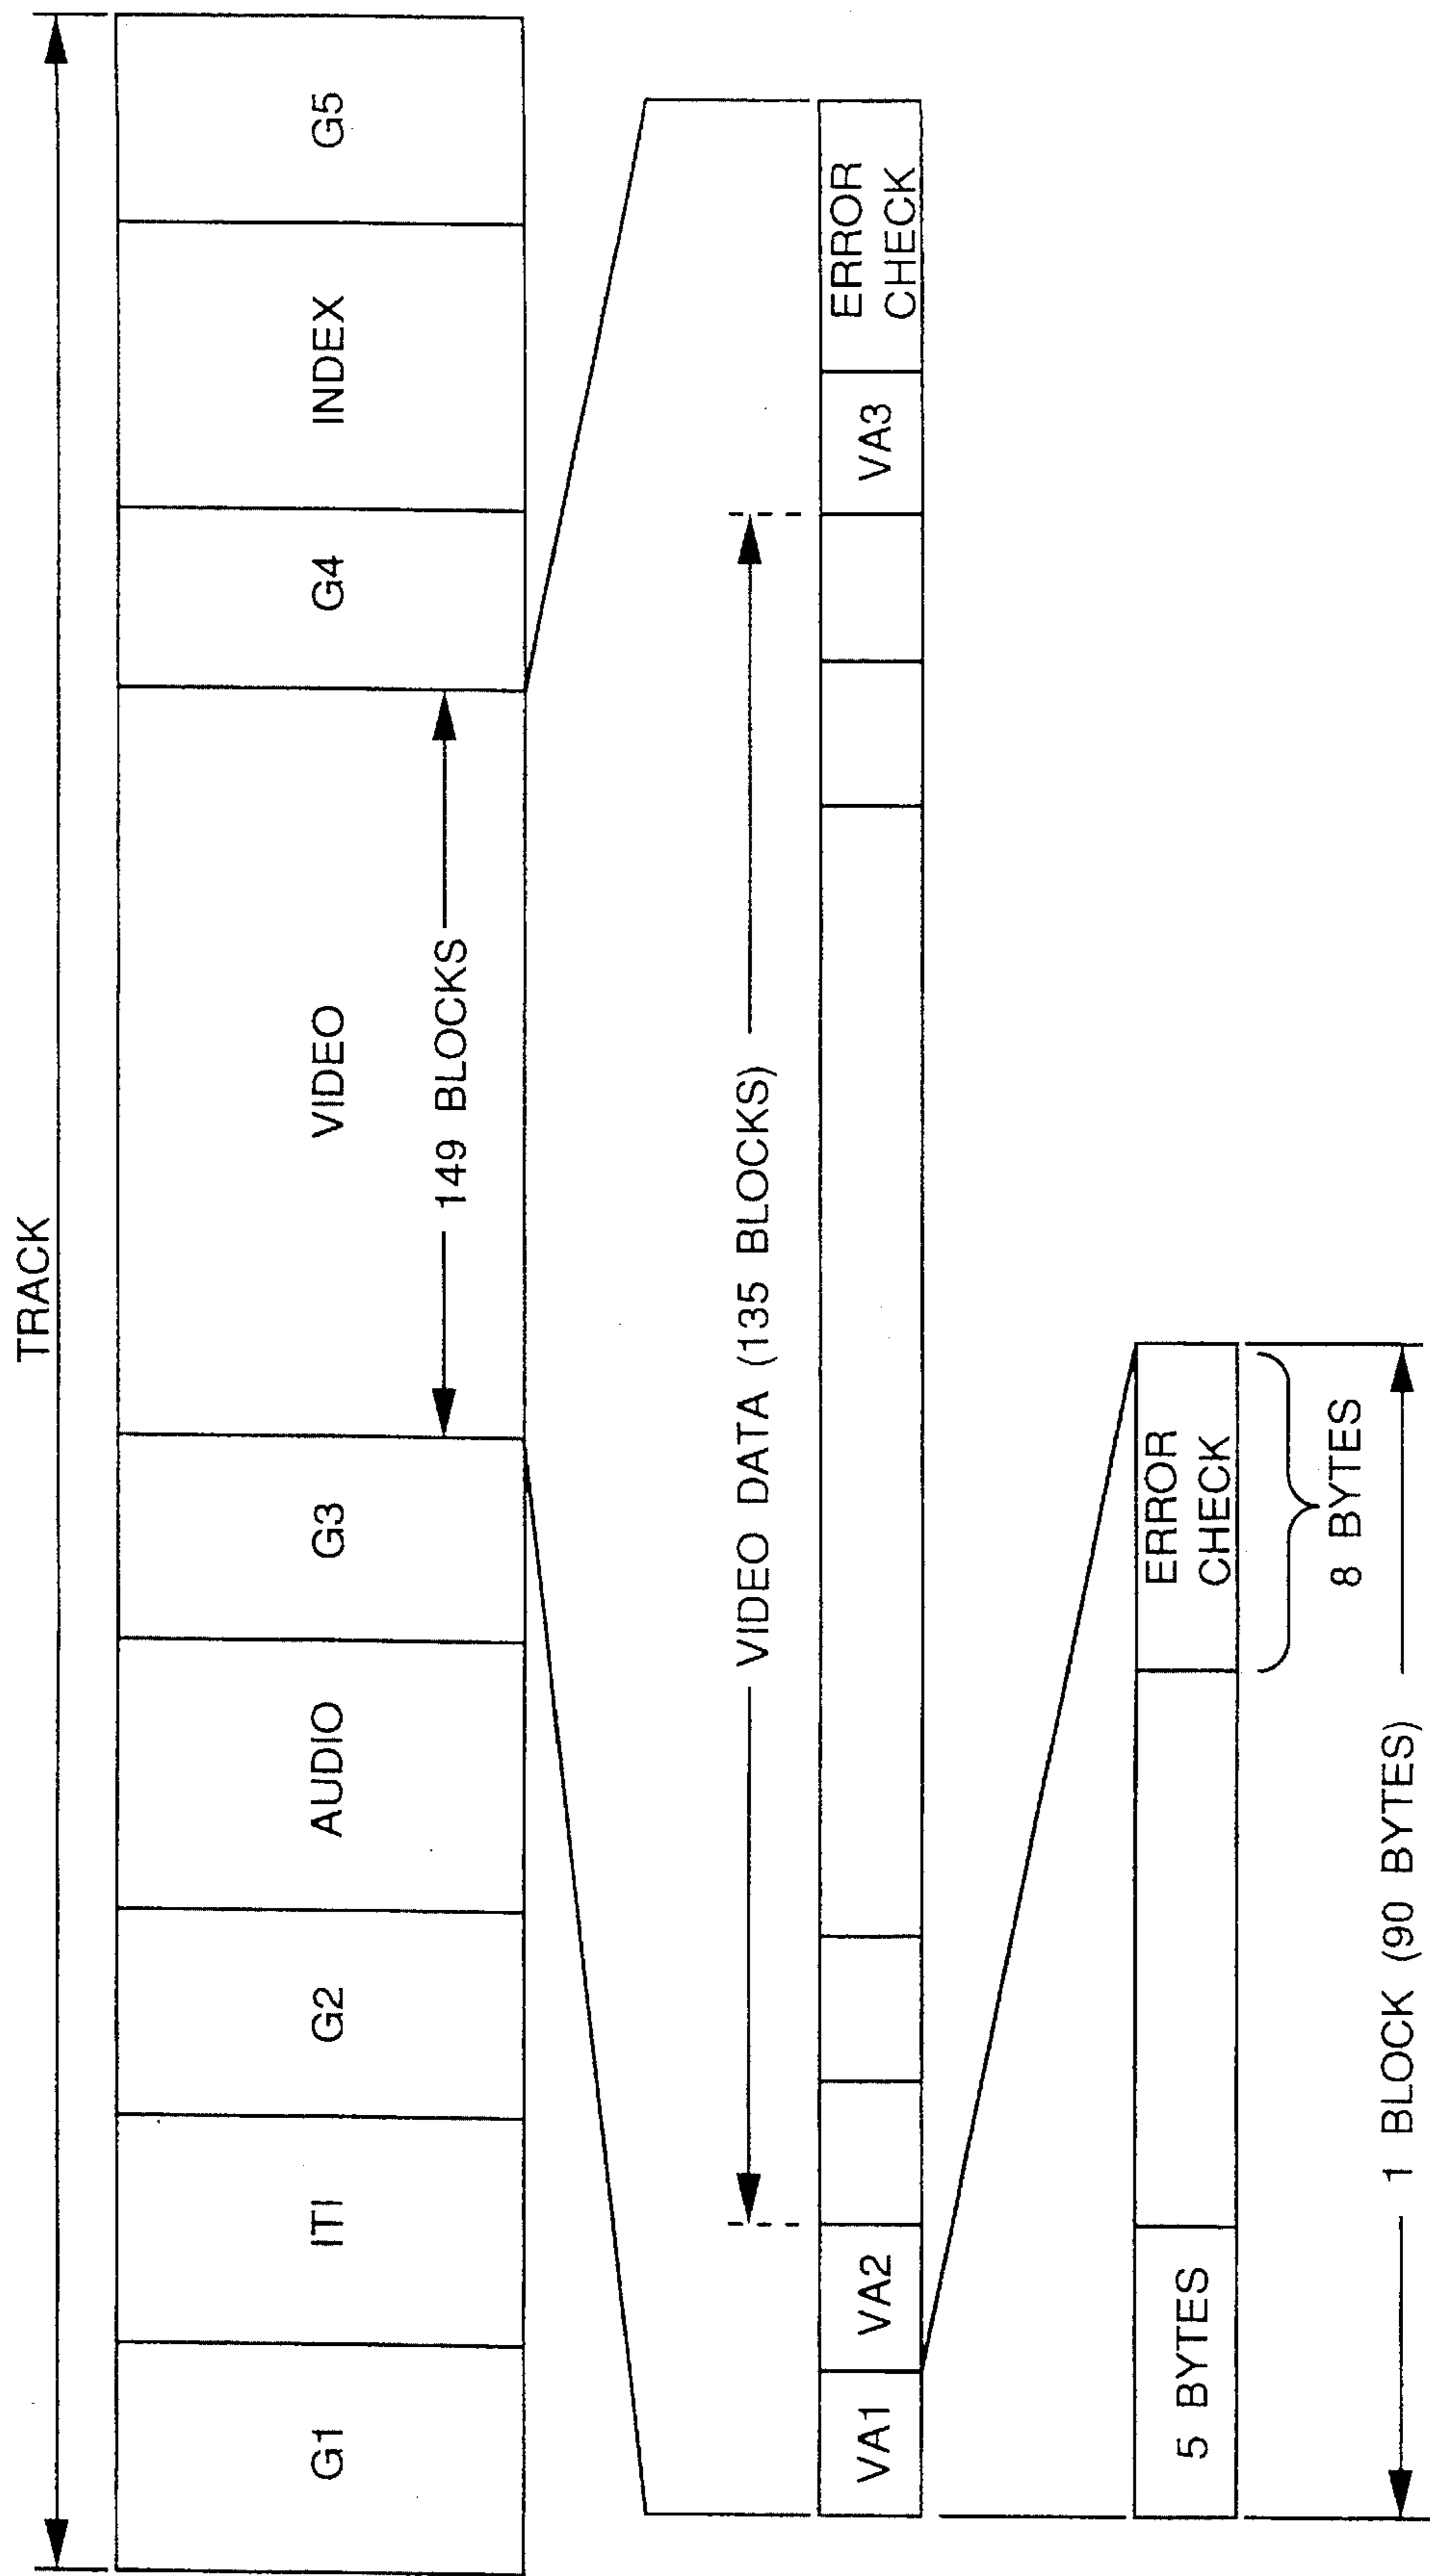 TRACK
G1
ITI
G2
AUDIO
G3
VIDEO
G4
INDEX
G5
149 BLOCKS
VIDEO DATA (135 BLOCKS)
VA1
VA2
VA3
ERROR
CHECK
5 BYTES
ERROR
CHECK
8 BYTES
1 BLOCK (90 BYTES)